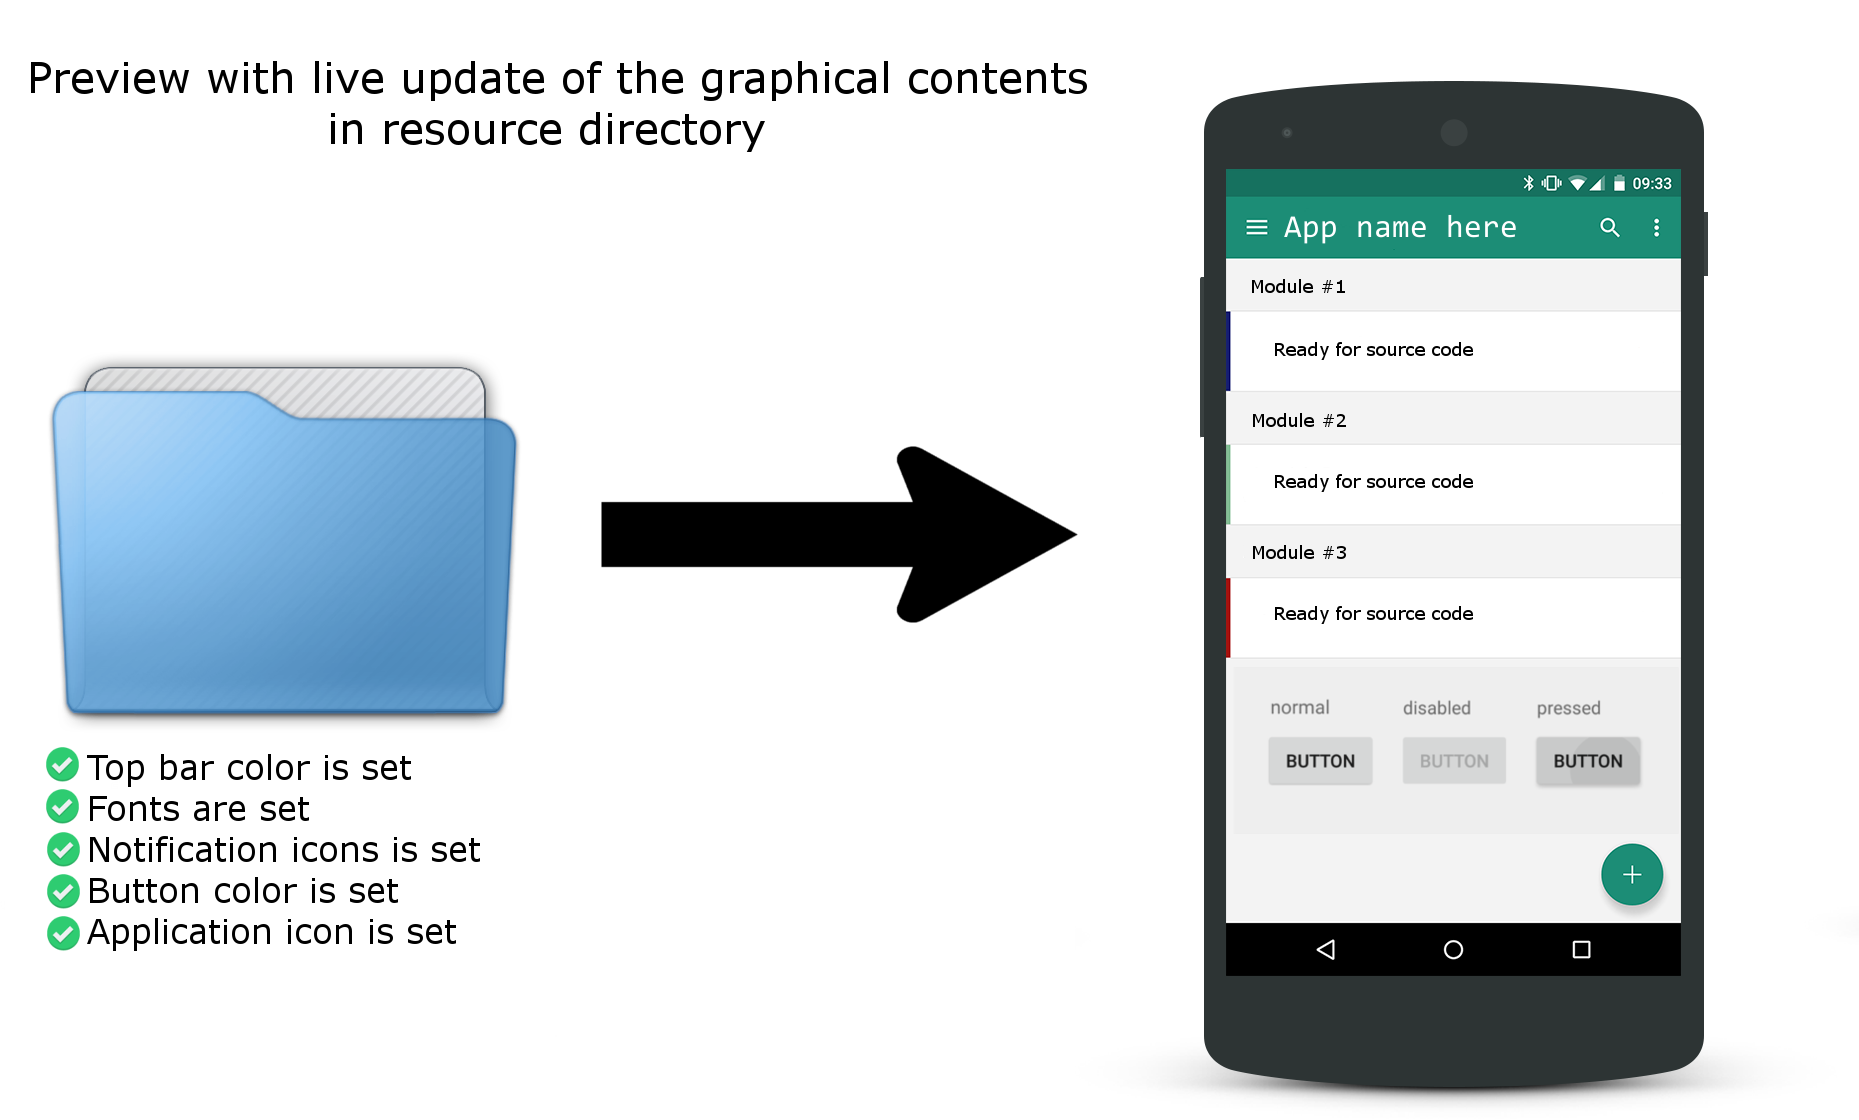 Preview with live update of the graphical contents
in resource directory
Top bar color is set
Fonts are set
Notification icons is set
Button color is set
Application icon is set
09:33
App name here
Module #1
Ready for source code
Module #2
Ready for source code
Module #3
Ready for source code
normal disabled pressed
BUTTON BUTTON BUTTON